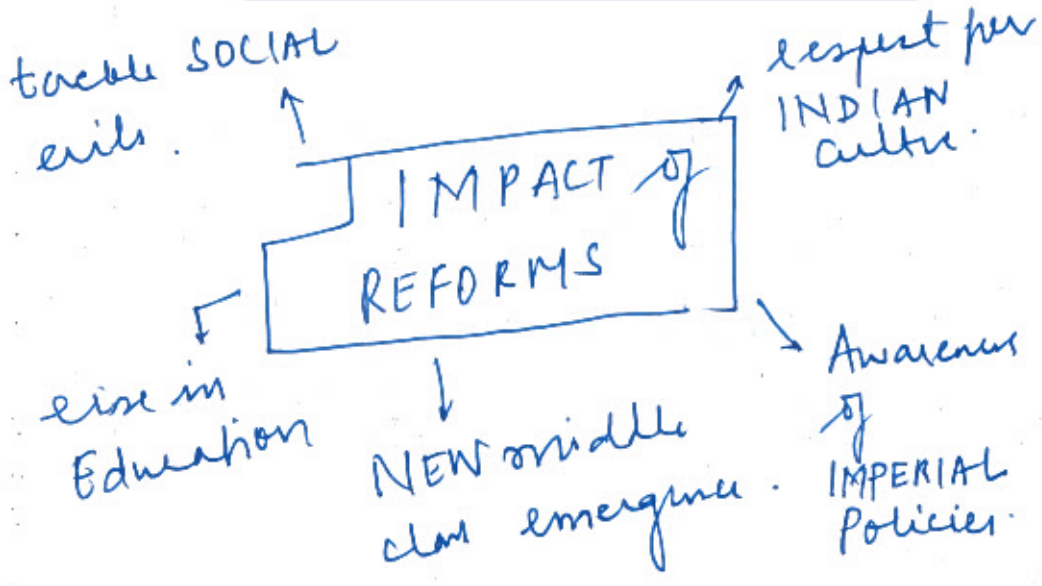 tackle SOCIAL
evils.
respect for
INDIAN
Culture.
IMPACT of
REFORMS
rise in
Education
NEW middle
class emergence.
Awareness
of
IMPERIAL
Policies.